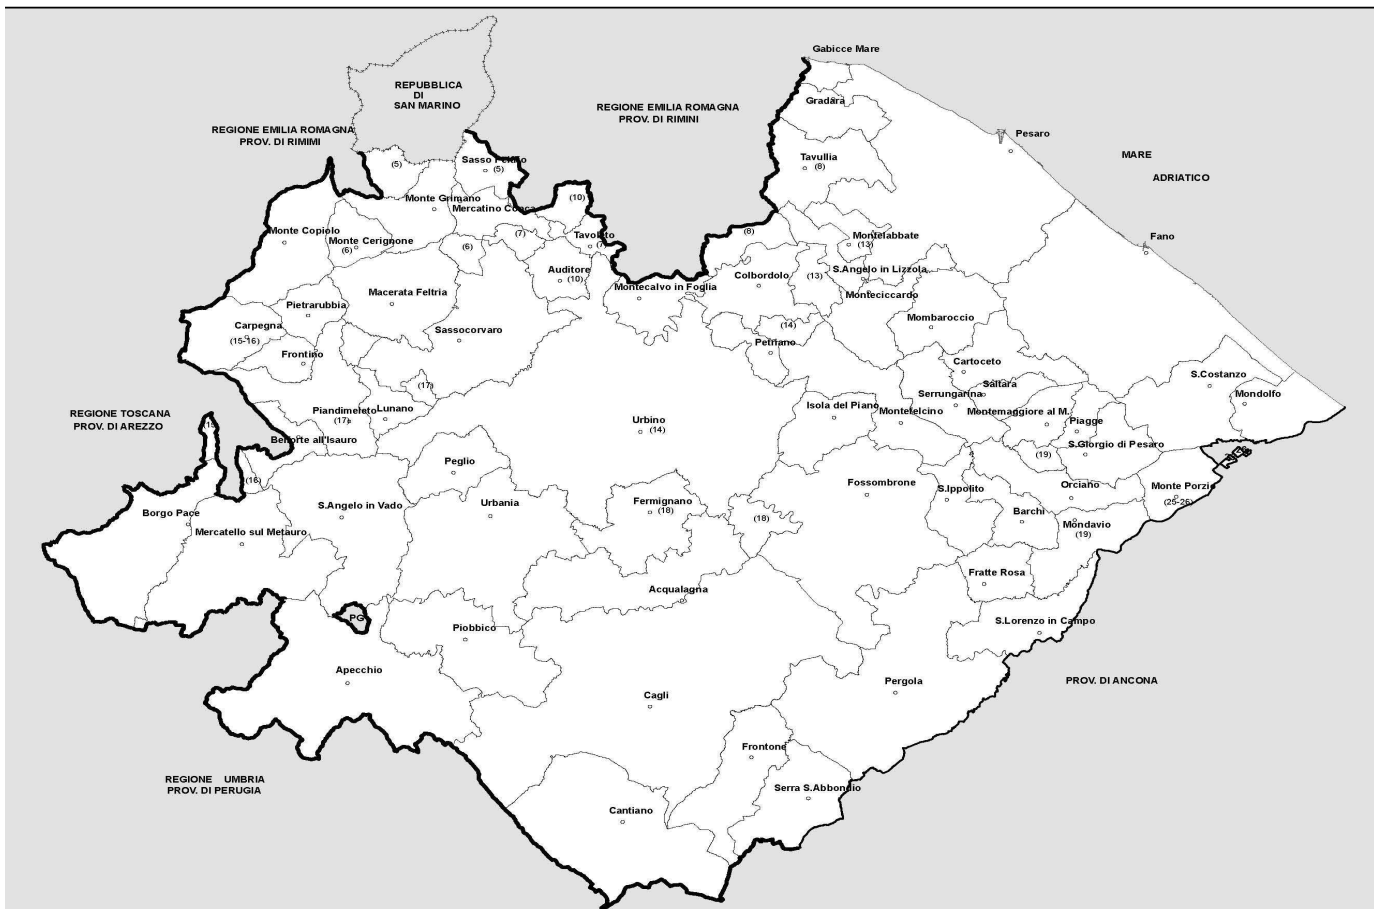 Gabicce Mare
REPUBBLICA
DI
SAN MARINO
Gradara
REGIONE EMILIA ROMAGNA
PROV. DI RIMINI
REGIONE EMILIA ROMAGNA
PROV. DI RIMIMI
Pesaro
MARE
ADRIATICO
Tavullia
(8)
(5)
Sasso Feltrio
(5)
Monte Grimano
Mercatino Conca
(10)
Monte Copiolo
Monte Cerignone
(6)
(6)
(7)
Tavoleto
(7)
(8)
Montelabbate
(13)
Fano
Auditore
(10)
Colbordolo
(13)
S.Angelo in Lizzola
Montecalvo in Foglia
Monteciccardo
Macerata Feltria
Pietrarubbia
Mombaroccio
Carpegna
(15-16)
Sassocorvaro
(14)
Petriano
Frontino
Cartoceto
S.Costanzo
(17)
Saltara
Serrungarina
Mondolfo
REGIONE TOSCANA
PROV. DI AREZZO
Piandimeleto
(17)
Lunano
Urbino
(14)
Isola del Piano
Montefelcino
Montemaggiore al M.
Piagge
(15)
Belforte all'Isauro
S.Giorgio di Pesaro
(19)
Peglio
(16)
Borgo Pace
S.Angelo in Vado
Urbania
Fermignano
(18)
(18)
Fossombrone
S.Ippolito
Orciano
Monte Porzio
(25-26)
Barchi
Mondavio
(19)
Mercatello sul Metauro
Fratte Rosa
Acqualagna
PG
Piobbico
S.Lorenzo in Campo
Apecchio
Pergola
PROV. DI ANCONA
Cagli
Frontone
REGIONE UMBRIA
PROV. DI PERUGIA
Serra S.Abbondio
Cantiano